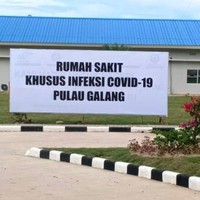 RUMAH SAKIT
KHUSUS INFEKSI COVID-19
PULAU GALANG